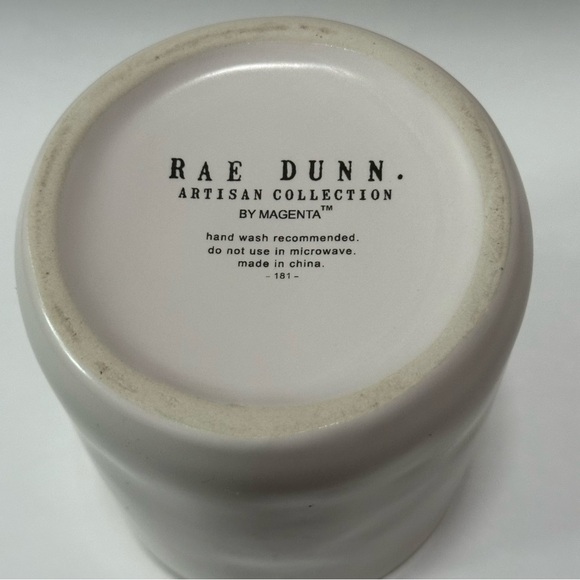 RAE DUNN.
ARTISAN COLLECTION
BY MAGENTA™
hand wash recommended.
do not use in microwave.
made in china.
- 181 -